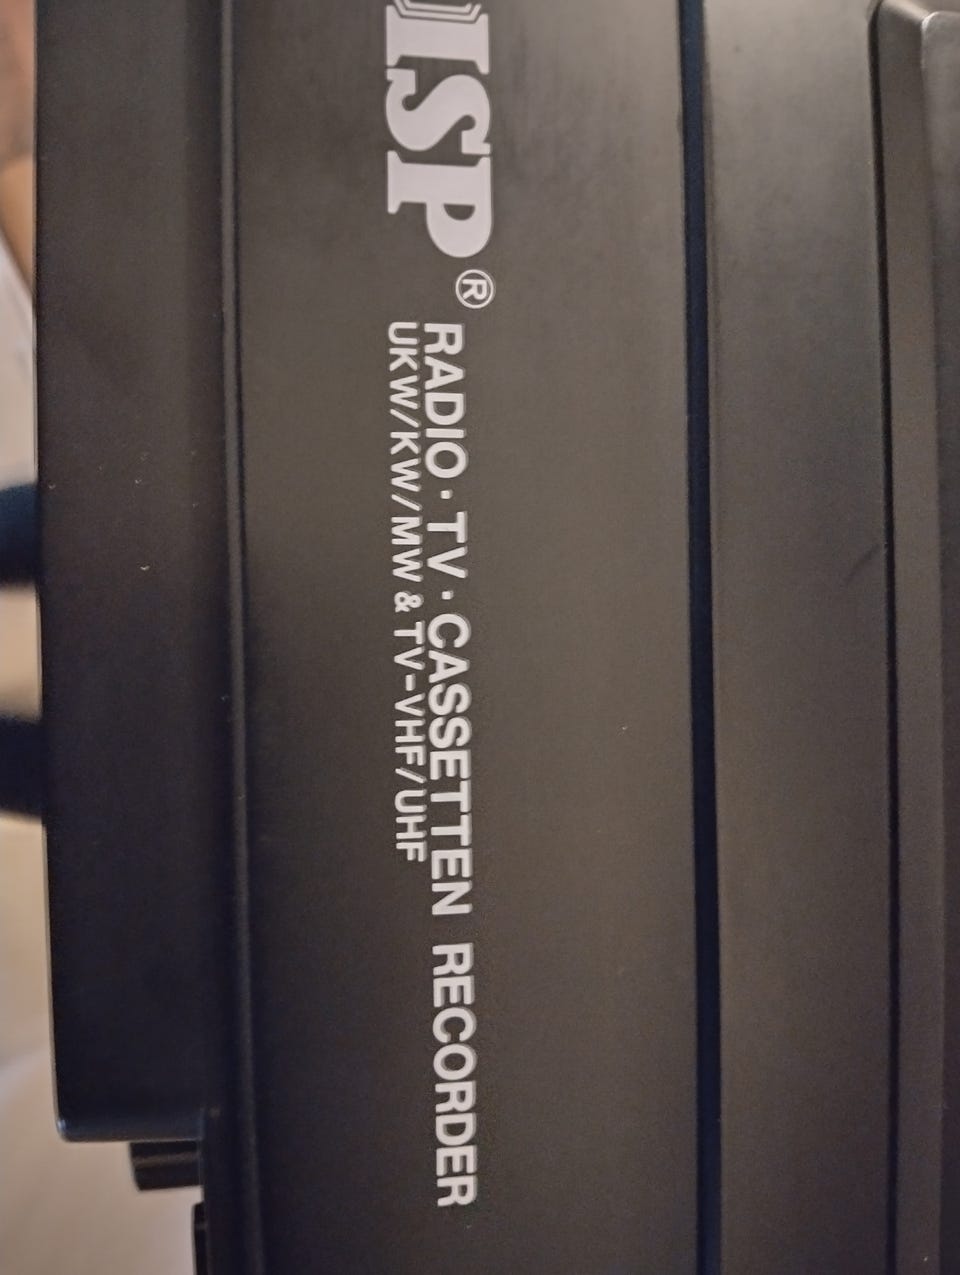 ISP®
RADIO·TV·CASSETTEN RECORDER
UKW/KW/MW & TV-VHF/UHF